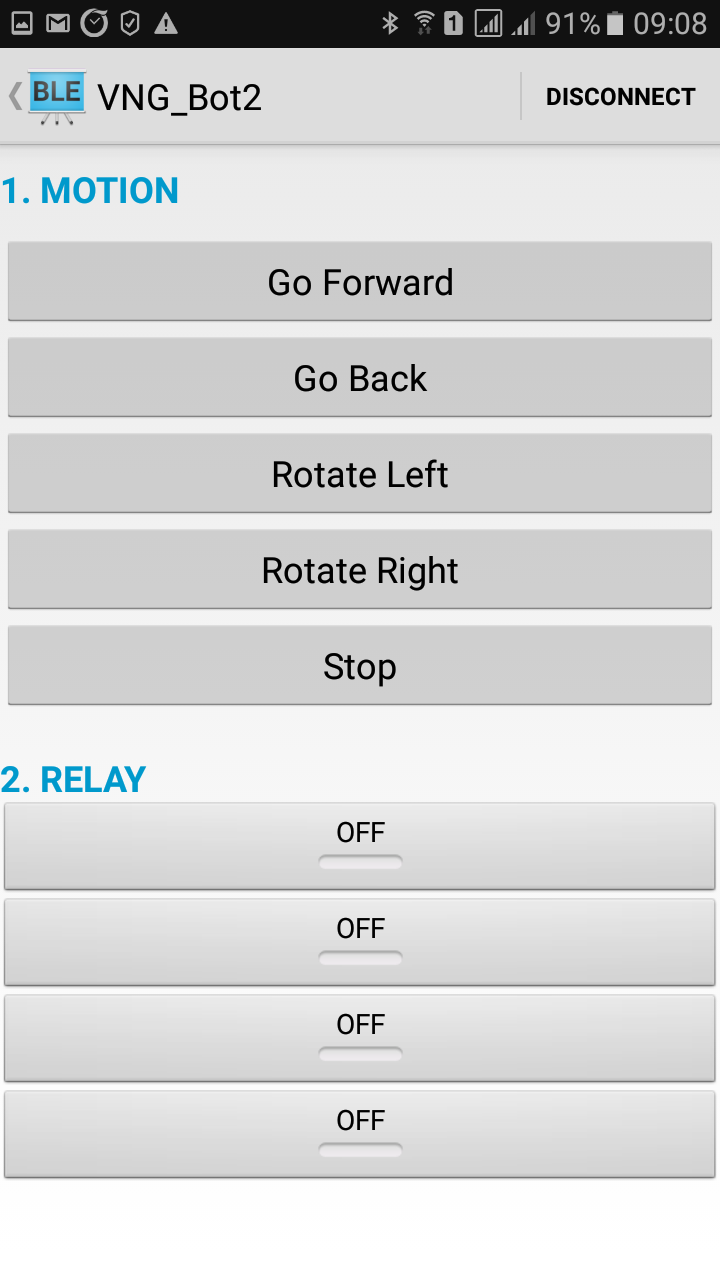 1 91% 09:08
BLE VNG_Bot2 DISCONNECT
1. MOTION
Go Forward
Go Back
Rotate Left
Rotate Right
Stop
2. RELAY
OFF
OFF
OFF
OFF